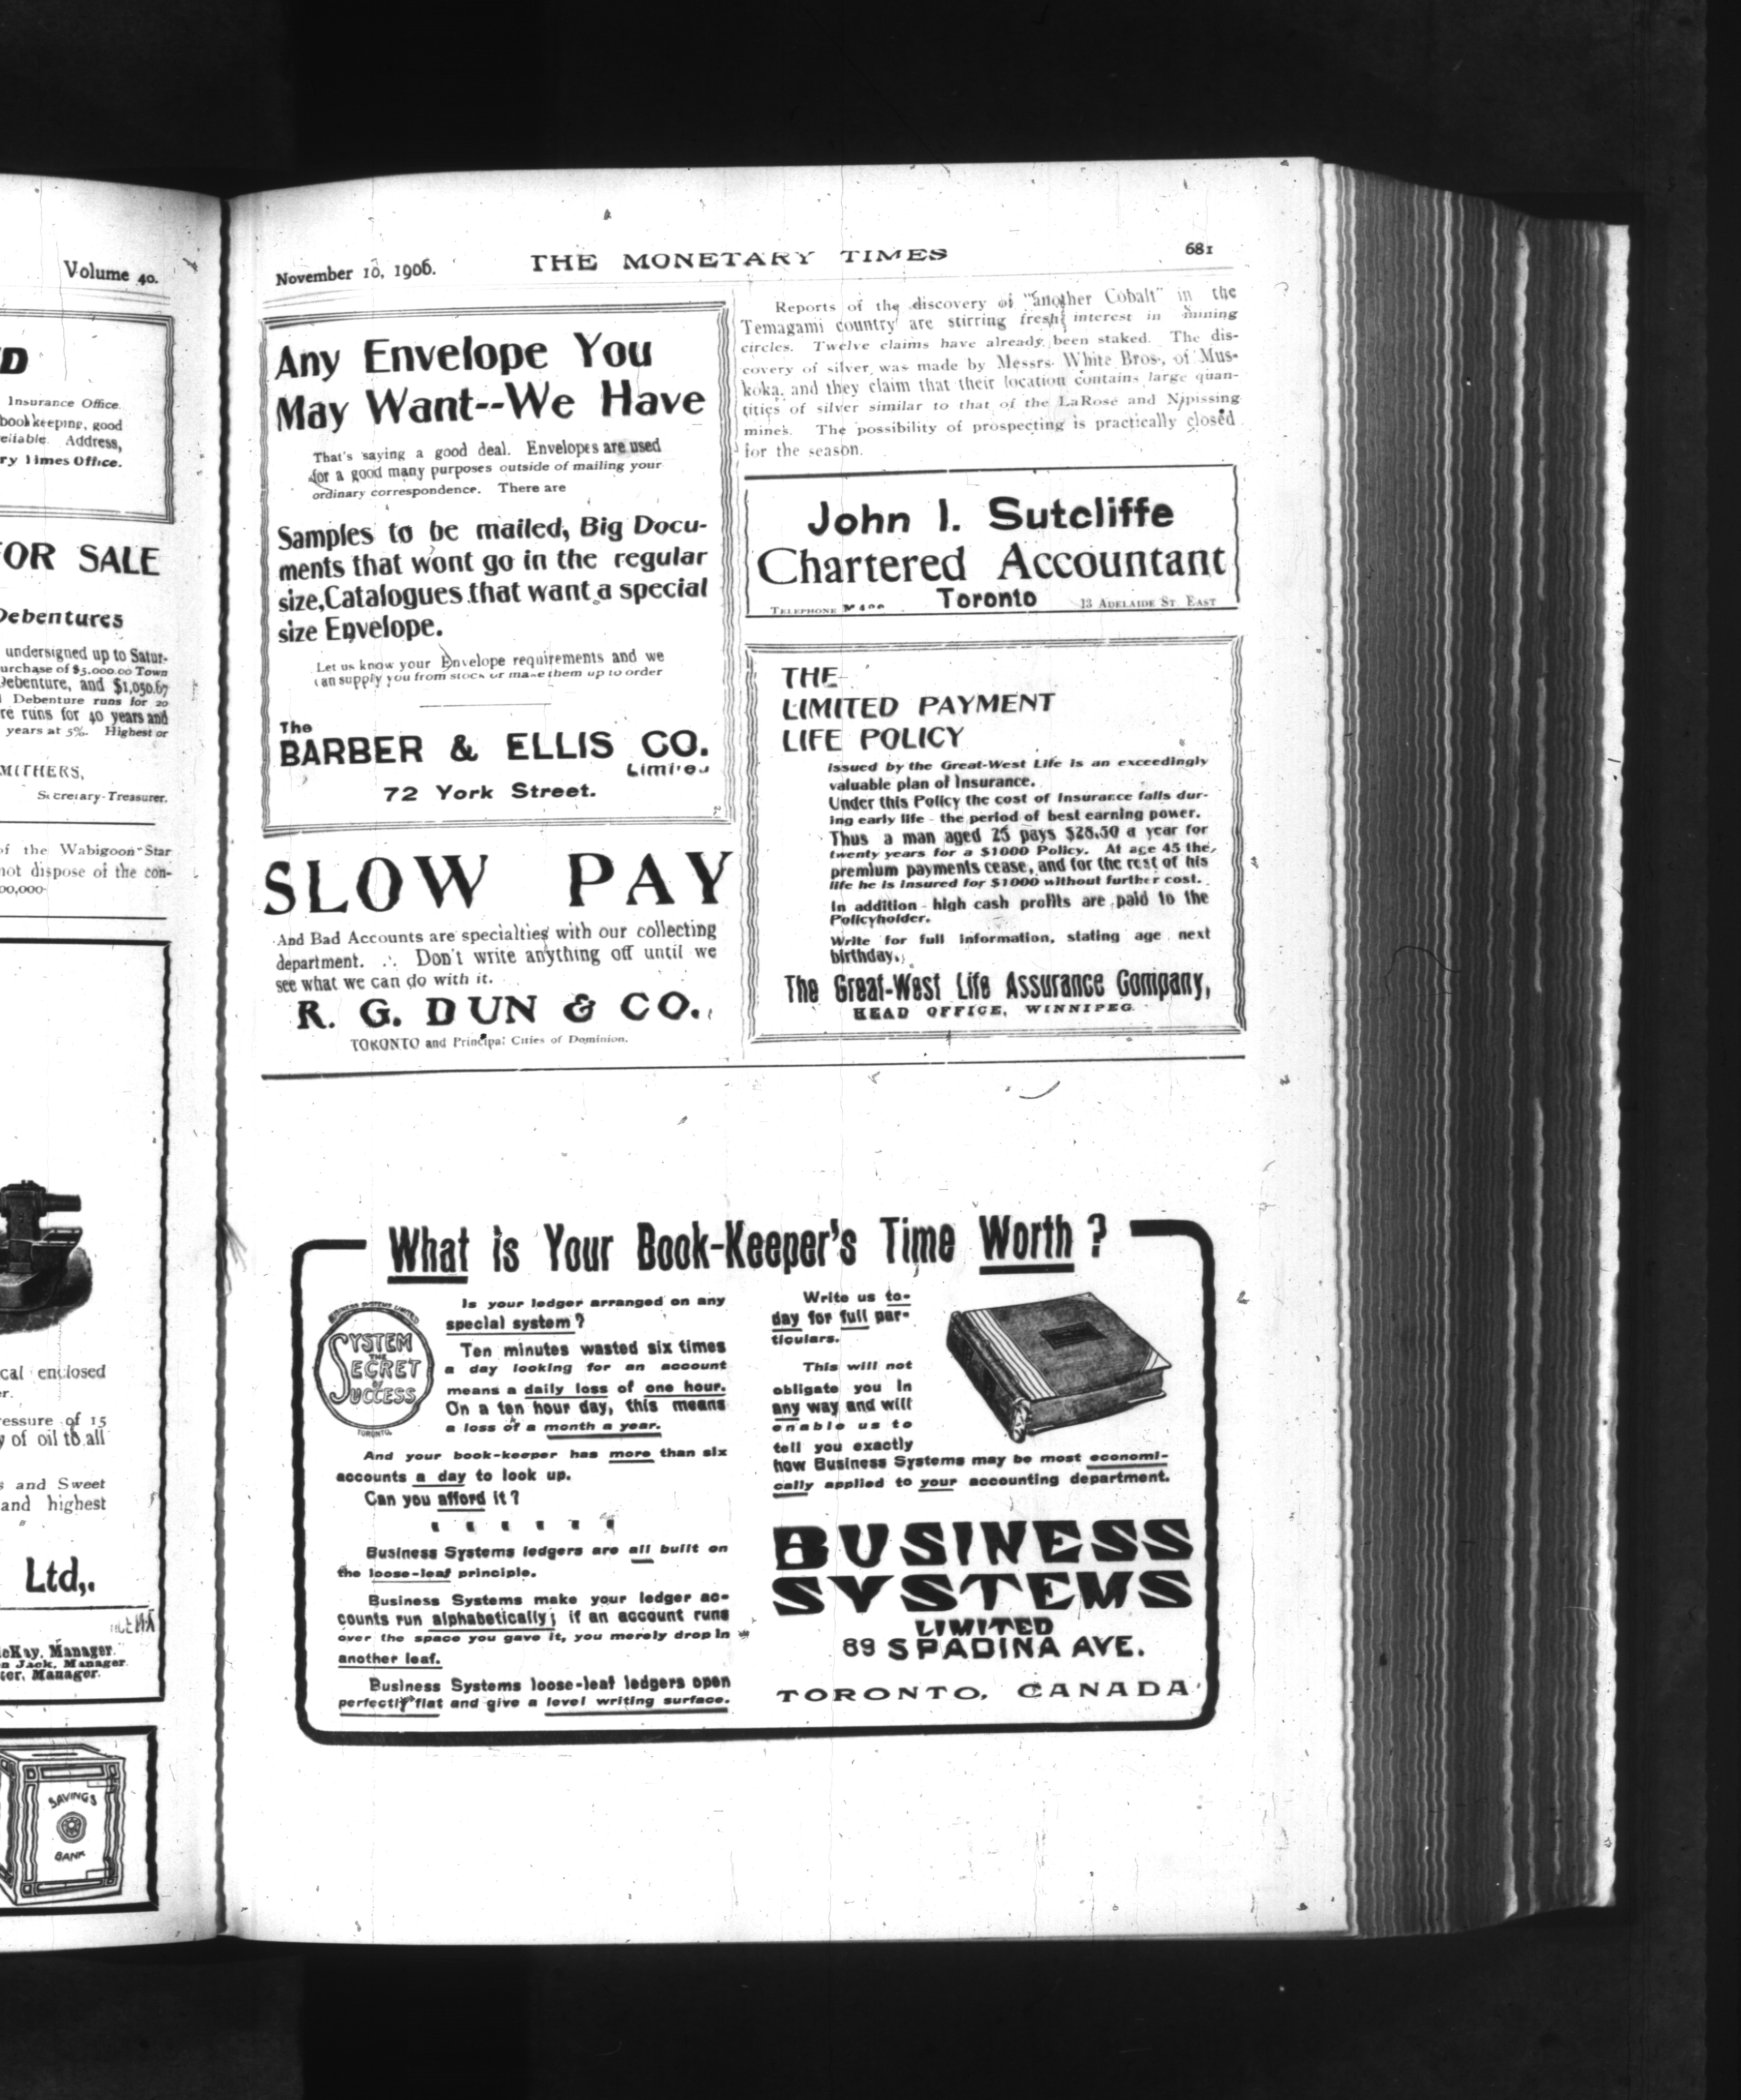 Volume 40.
D
Insurance Office.
bookkeeping, good
Address,
ry Times Office.
FOR SALE
Debentures
undersigned up to Satur-
urchase of $5,000.00 Town
Debenture, and $1,050.67
Debenture runs for 20
re runs for 40 years and
years at 5%. Highest or
MITHERS,
Secretary-Treasurer.
of the Wabigoon Star
not dispose of the con-
00,000
cal enclosed
er.
ressure of 15
y of oil to all
s and Sweet
and highest
Ltd,.
cKay, Manager.
n Jack, Manager.
ter, Manager.
SAVINGS
BANK
November 10, 1906.
THE MONETARY TIMES
681
Any Envelope You
May Want--We Have
That's saying a good deal. Envelopes are used
for a good many purposes outside of mailing your
ordinary correspondence. There are
Samples to be mailed, Big Docu-
ments that wont go in the regular
size, Catalogues that want a special
size Envelope.
Let us know your Envelope requirements and we
can supply you from stock or make them up to order
The
BARBER & ELLIS CO.
Limited
72 York Street.
SLOW PAY
And Bad Accounts are specialties with our collecting
department. .·. Don't write anything off until we
see what we can do with it.
R. G. DUN & CO.,
TORONTO and Principal Cities of Dominion.
Reports of the discovery of "another Cobalt" in the
Temagami country are stirring fresh interest in mining
circles. Twelve claims have already been staked. The dis-
covery of silver was made by Messrs. White Bros., of Mus-
koka, and they claim that their location contains large quan-
tities of silver similar to that of the LaRose and Nipissing
mines. The possibility of prospecting is practically closed
for the season.
John I. Sutcliffe
Chartered Accountant
TELEPHONE
Toronto
13 ADELAIDE ST. EAST
THE
LIMITED PAYMENT
LIFE POLICY
issued by the Great-West Life is an exceedingly
valuable plan of Insurance.
Under this Policy the cost of Insurance falls dur-
ing early life - the period of best earning power.
Thus a man aged 25 pays $28.50 a year for
twenty years for a $1000 Policy. At age 45 the
premium payments cease, and for the rest of his
life he is insured for $1000 without further cost.
In addition - high cash profits are paid to the
Policyholder.
Write for full information, stating age next
birthday.
The Great-West Life Assurance Company,
HEAD OFFICE, WINNIPEG.
What is Your Book-Keeper's Time Worth ?
BUSINESS SYSTEMS LIMITED
SYSTEM
THE
SECRET
OF
SUCCESS
TORONTO.
Is your ledger arranged on any
special system ?
Ten minutes wasted six times
a day looking for an account
means a daily loss of one hour.
On a ten hour day, this means
a loss of a month a year.
And your book-keeper has more than six
accounts a day to look up.
Can you afford it ?
Business Systems ledgers are all built on
the loose-leaf principle.
Business Systems make your ledger ac-
counts run alphabetically; if an account runs
over the space you gave it, you merely drop in
another leaf.
Business Systems loose-leaf ledgers open
perfectly flat and give a level writing surface.
Write us to-
day for full par-
ticulars.
This will not
obligate you in
any way and will
enable us to
tell you exactly
how Business Systems may be most economi-
cally applied to your accounting department.
BUSINESS
SYSTEMS
LIMITED
89 SPADINA AVE.
TORONTO, CANADA